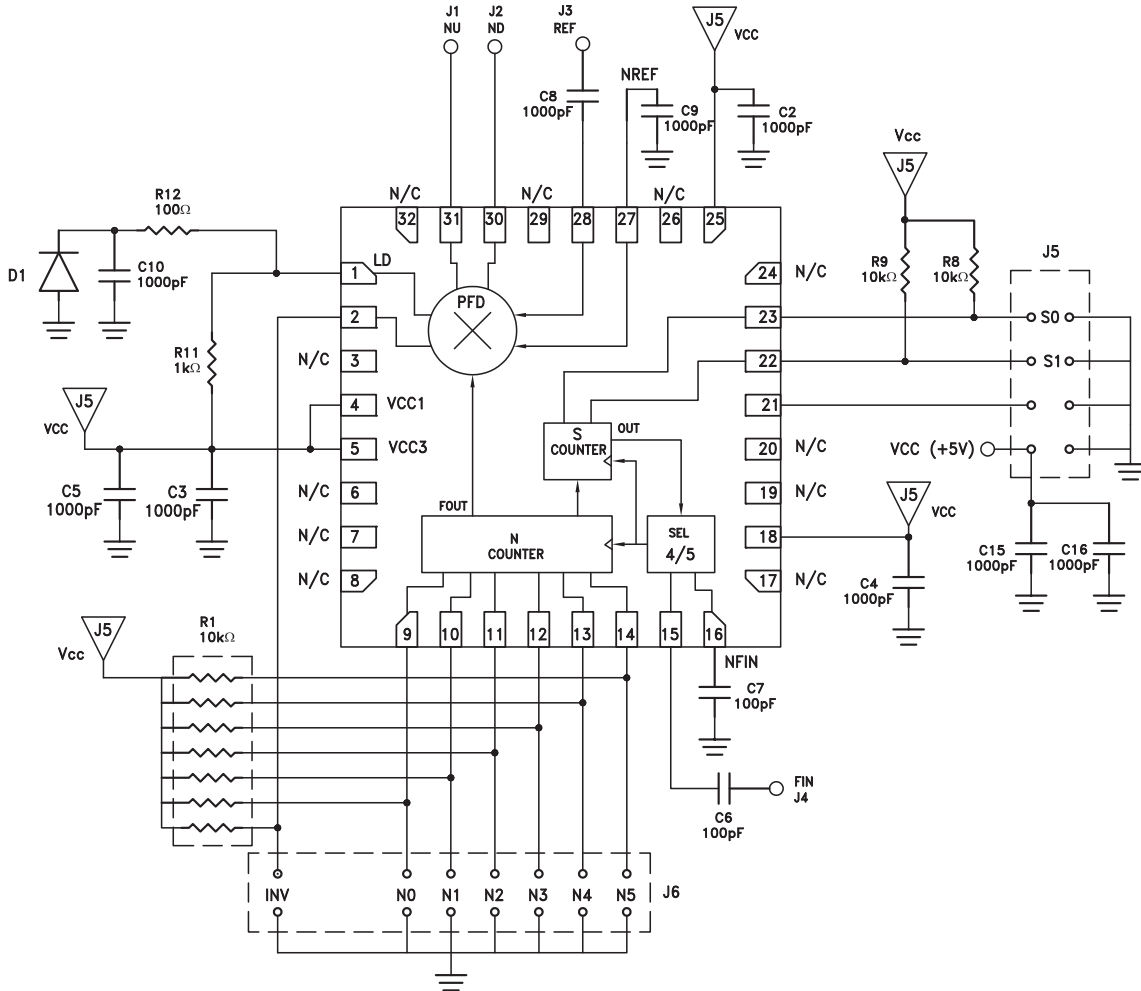 J1
NU
J2
ND
J3
REF
J5
VCC
C8
1000pF
NREF
C9
1000pF
C2
1000pF
Vcc
J5
R12
100Ω
N/C
N/C
N/C
32
31
30
29
28
27
26
25
D1
C10
1000pF
1
LD
PFD
24
N/C
R9
10kΩ
R8
10kΩ
J5
2
23
S0
R11
1kΩ
N/C
3
22
S1
J5
VCC
4
VCC1
21
5
VCC3
S
COUNTER
OUT
20
N/C
VCC (+5V)
C5
1000pF
C3
1000pF
N/C
6
FOUT
19
N/C
J5
VCC
N/C
7
N
COUNTER
SEL
4/5
18
C15
1000pF
C16
1000pF
N/C
8
17
N/C
C4
1000pF
9
10
11
12
13
14
15
16
NFIN
J5
Vcc
R1
10kΩ
C7
100pF
FIN
J4
C6
100pF
INV
N0
N1
N2
N3
N4
N5
J6